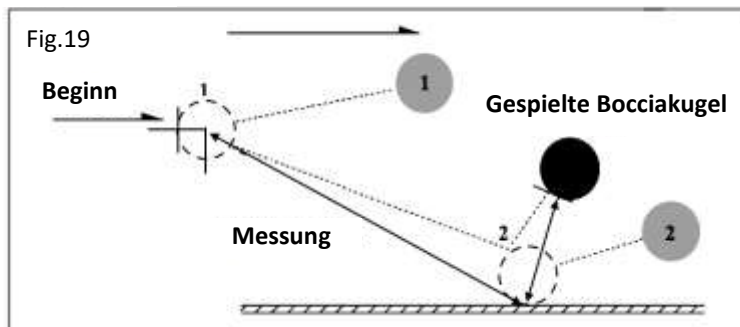 Fig.19
1
1
Beginn
Gespielte Bocciakugel
Messung
2
2